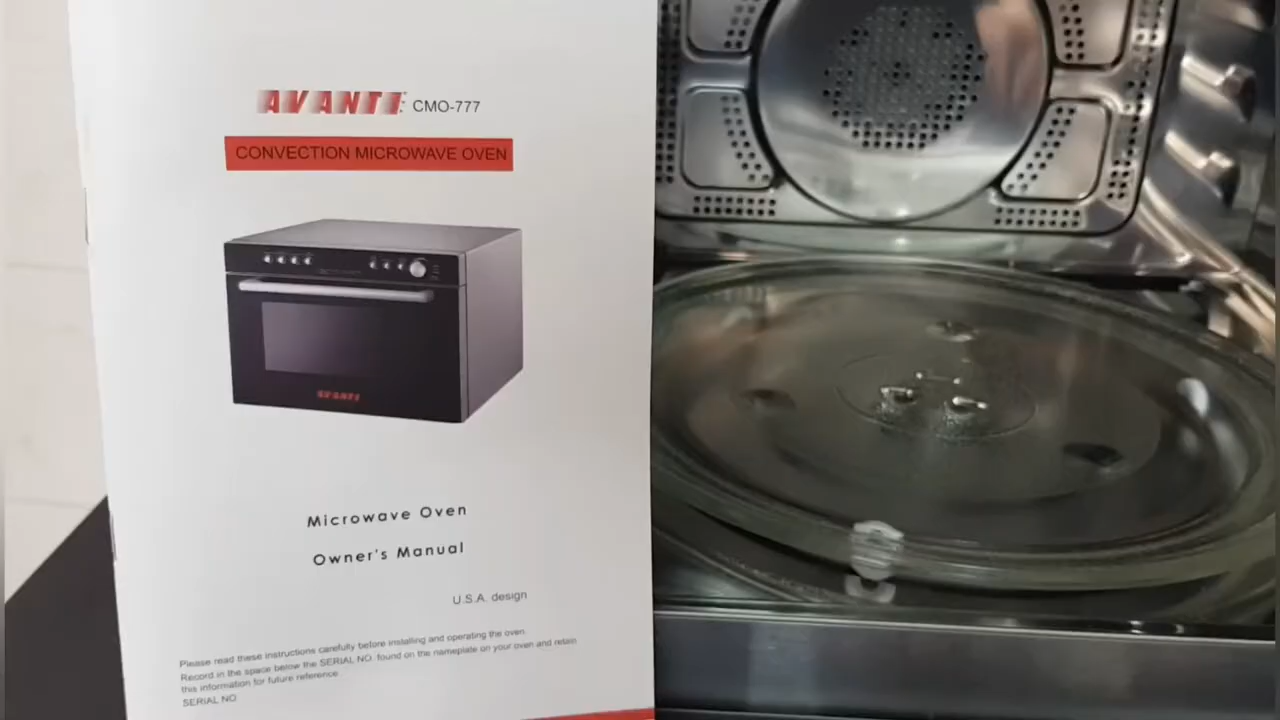 AVANTI CMO-777
CONVECTION MICROWAVE OVEN
AVANTI
Microwave Oven
Owner's Manual
U.S.A. design
Please read these instructions carefully before installing and operating the oven.
Record in the space below the SERIAL NO. found on the nameplate on your oven and retain
this information for future reference
SERIAL NO.